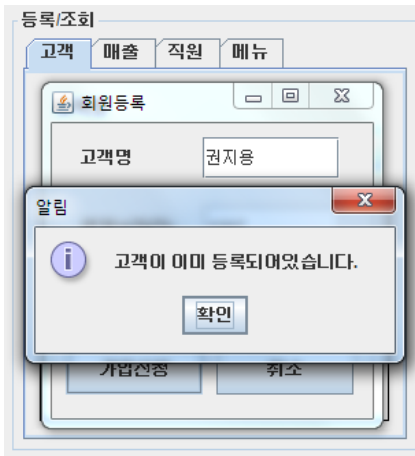 등록/조회
고객 매출 직원 메뉴
회원등록
고객명 권지용
알림
고객이 이미 등록되어있습니다.
확인
가입신청 취소